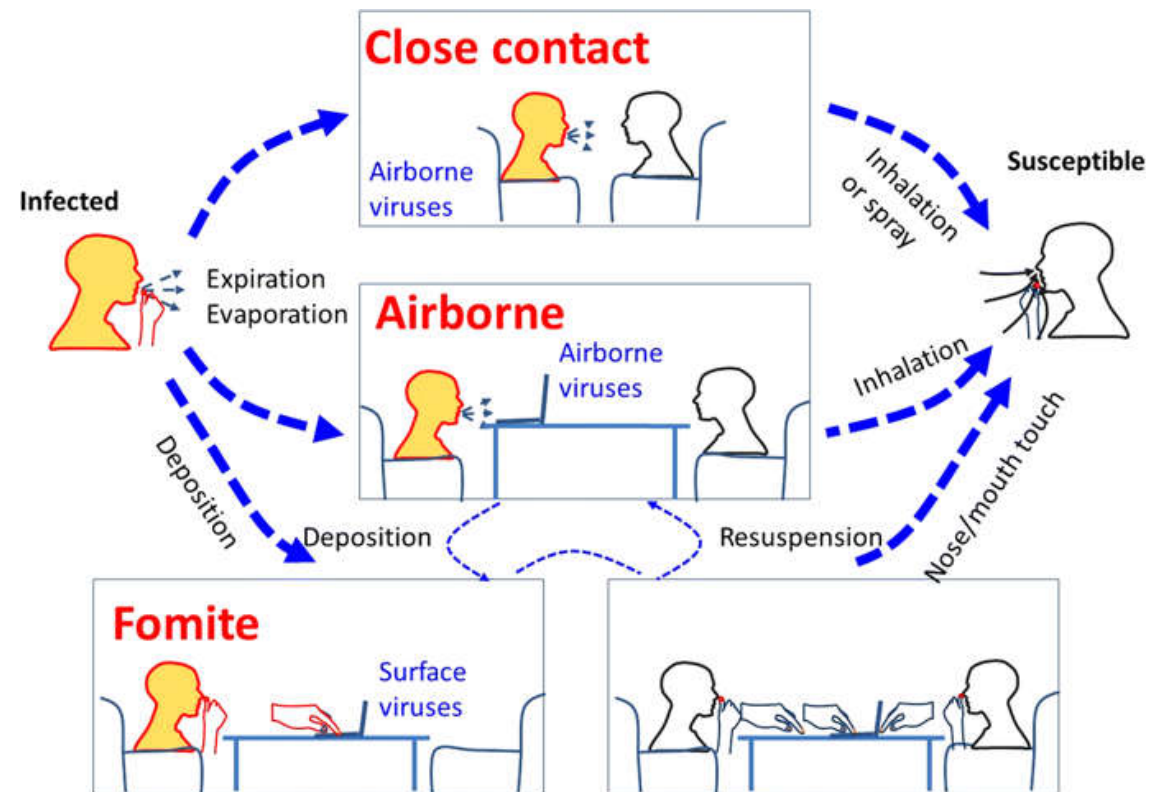 Close contact
Airborne
viruses
Infected
Expiration
Evaporation
Inhalation
or spray
Susceptible
Airborne
Airborne
viruses
Inhalation
Deposition
Deposition
Resuspension
Nose/mouth touch
Fomite
Surface
viruses